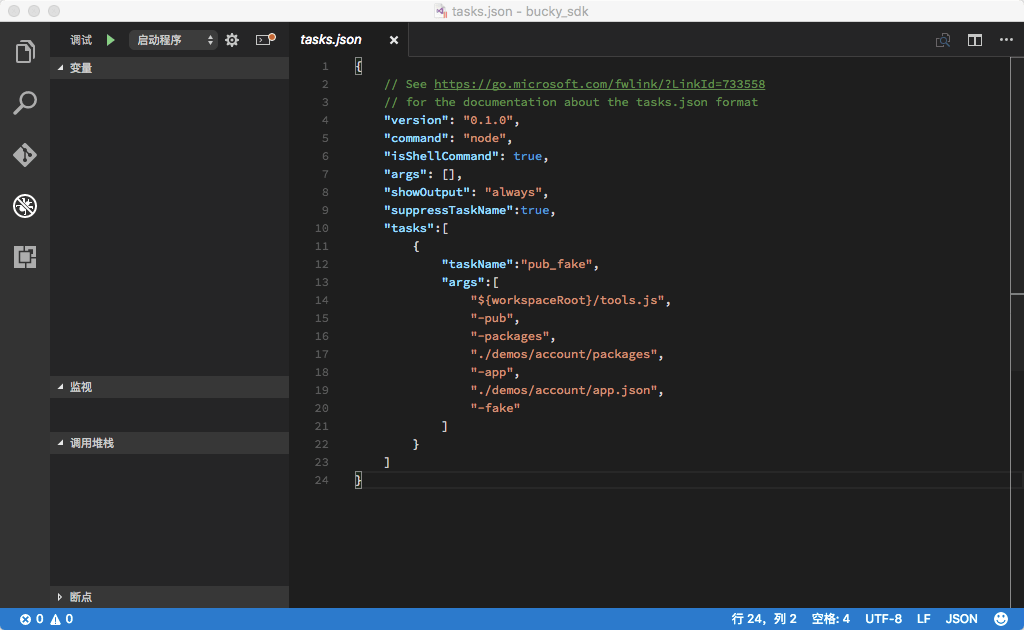 tasks.json - bucky_sdk
调试 启动程序
tasks.json
变量
监视
调用堆栈
断点
1 {
2 // See https://go.microsoft.com/fwlink/?LinkId=733558
3 // for the documentation about the tasks.json format
4 "version": "0.1.0",
5 "command": "node",
6 "isShellCommand": true,
7 "args": [],
8 "showOutput": "always",
9 "suppressTaskName":true,
10 "tasks":[
11 {
12 "taskName":"pub_fake",
13 "args":[
14 "${workspaceRoot}/tools.js",
15 "-pub",
16 "-packages",
17 "./demos/account/packages",
18 "-app",
19 "./demos/account/app.json",
20 "-fake"
21 ]
22 }
23 ]
24 }
0 0 行 24，列 2 空格: 4 UTF-8 LF JSON